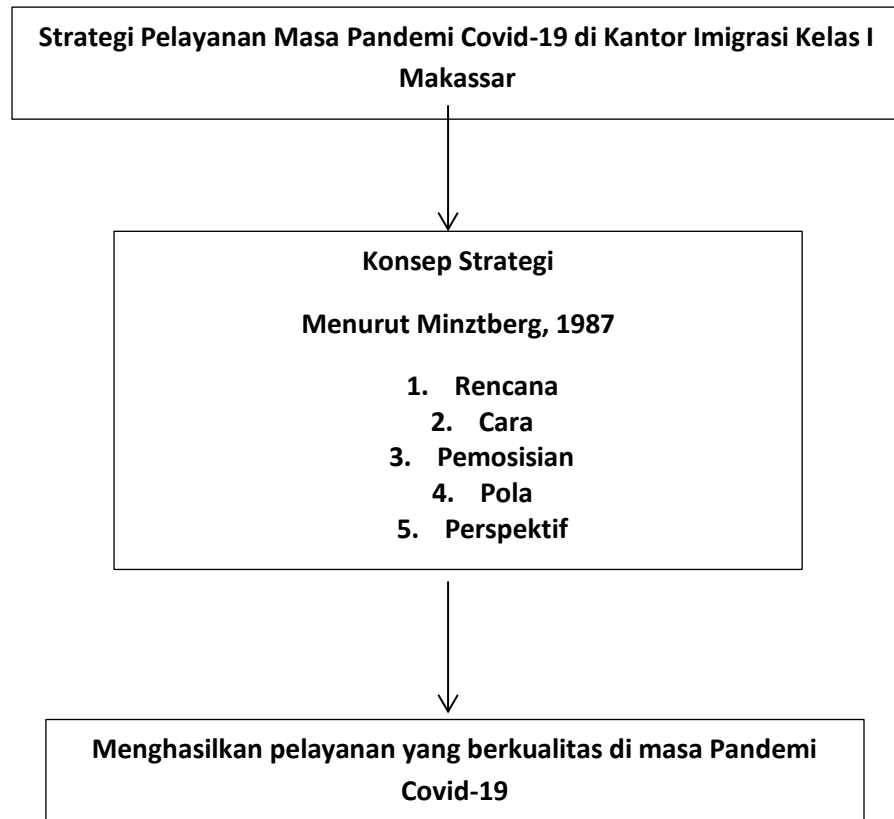 Strategi Pelayanan Masa Pandemi Covid-19 di Kantor Imigrasi Kelas I
Makassar
Konsep Strategi
Menurut Minztberg, 1987
1. Rencana
2. Cara
3. Pemosisian
4. Pola
5. Perspektif
Menghasilkan pelayanan yang berkualitas di masa Pandemi
Covid-19